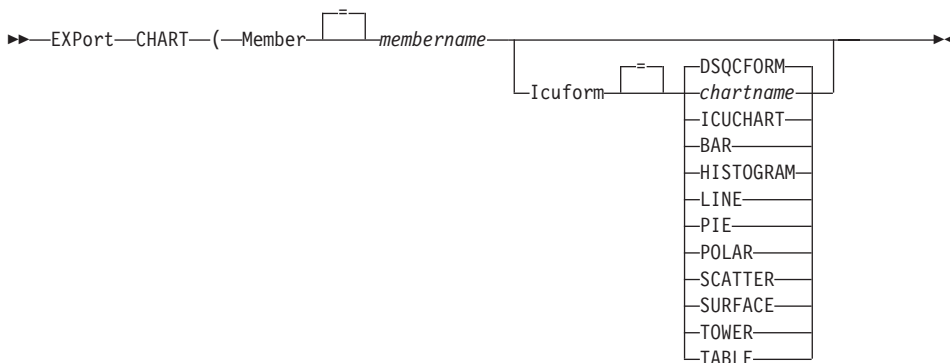 =
EXPort CHART ( Member membername
= DSQCFORM
Icuform chartname
ICUCHART
BAR
HISTOGRAM
LINE
PIE
POLAR
SCATTER
SURFACE
TOWER
TABLE